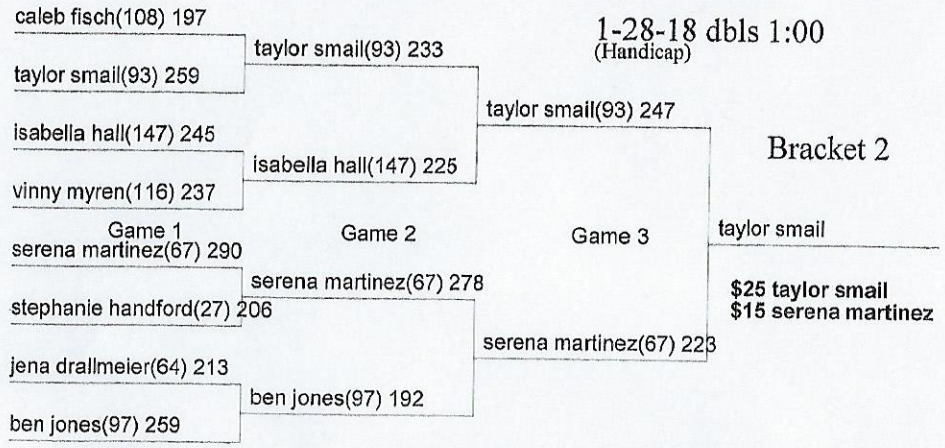 caleb fisch(108) 197
taylor smail(93) 259
isabella hall(147) 245
vinny myren(116) 237
Game 1
serena martinez(67) 290
stephanie handford(27) 206
jena drallmeier(64) 213
ben jones(97) 259
taylor smail(93) 233
isabella hall(147) 225
Game 2
serena martinez(67) 278
ben jones(97) 192
taylor smail(93) 247
Game 3
serena martinez(67) 223
1-28-18 dbls 1:00
(Handicap)
Bracket 2
taylor smail
$25 taylor smail
$15 serena martinez